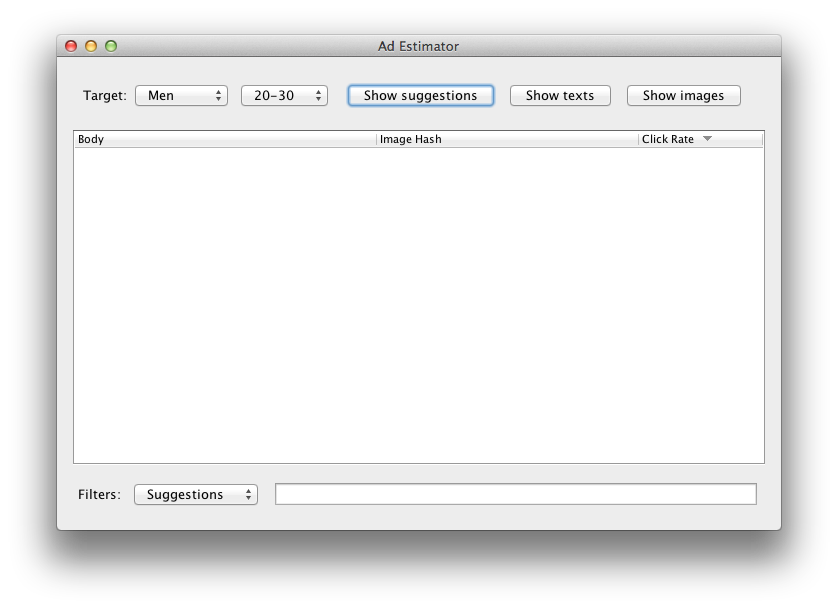 Ad Estimator
Target: Men 20-30 Show suggestions Show texts Show images
Body Image Hash Click Rate
Filters: Suggestions